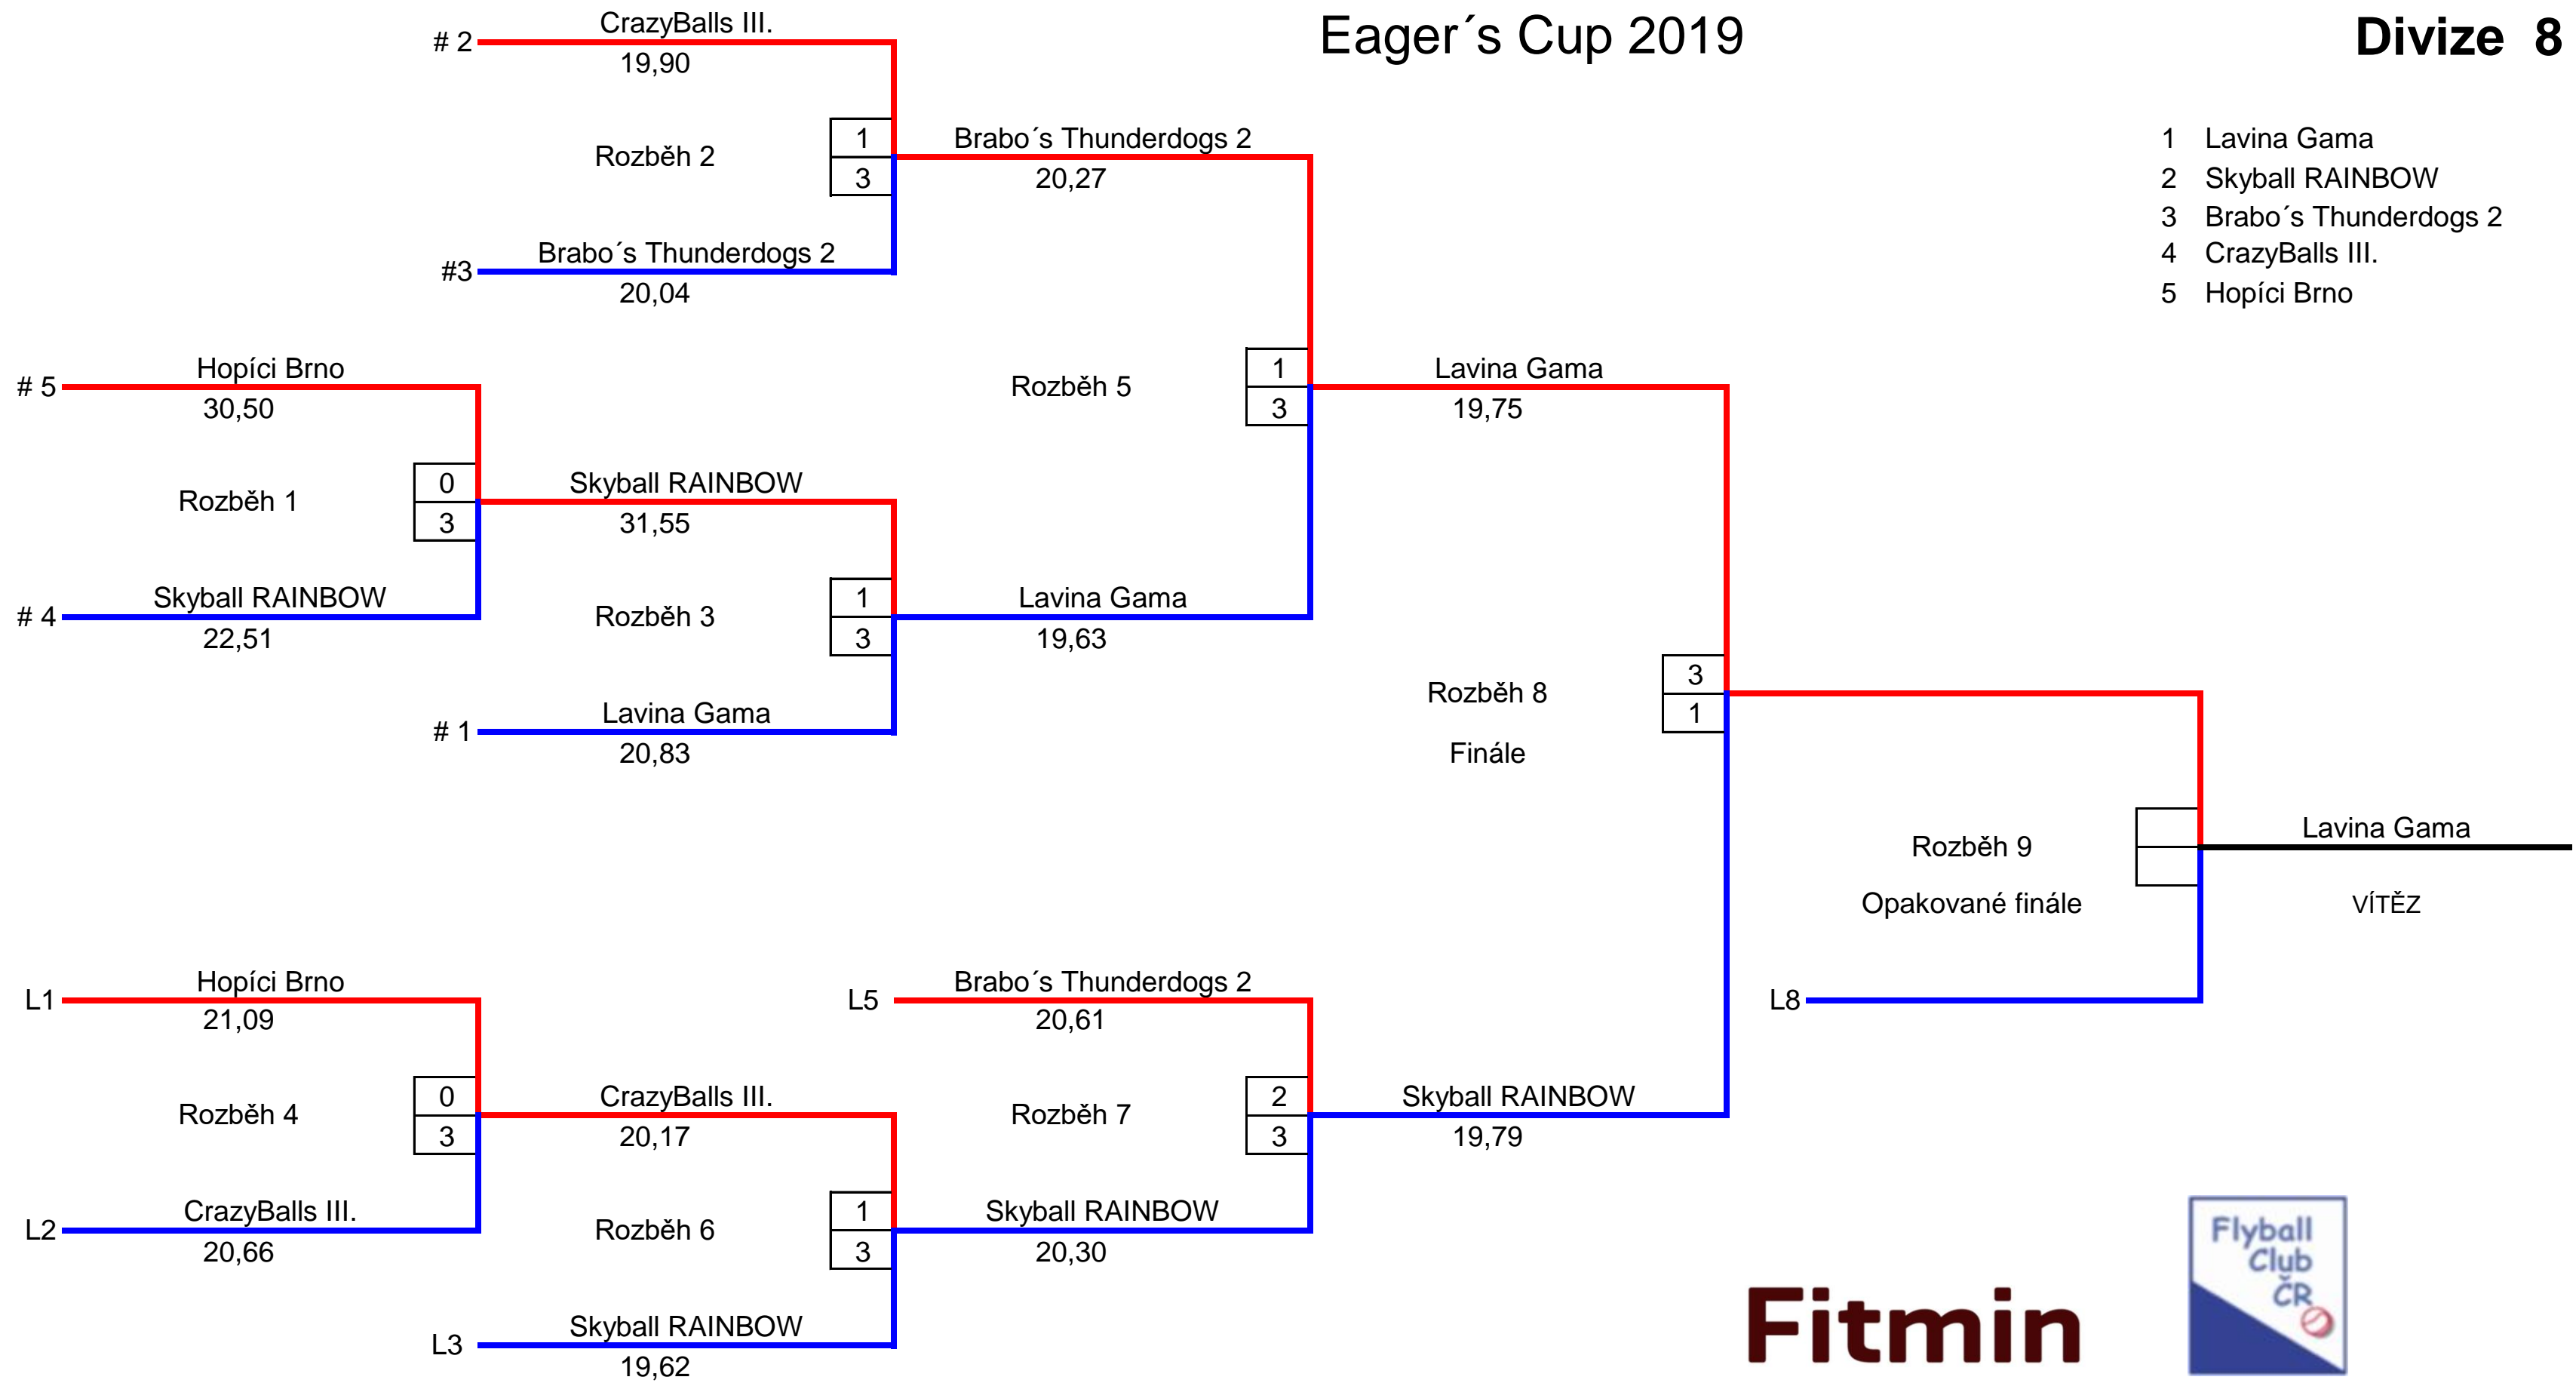 Eager´s Cup 2019
Divize 8
1 Lavina Gama
2 Skyball RAINBOW
3 Brabo´s Thunderdogs 2
4 CrazyBalls III.
5 Hopíci Brno
# 2
CrazyBalls III.
19,90
Rozběh 2
1
3
#3
Brabo´s Thunderdogs 2
20,04
Brabo´s Thunderdogs 2
20,27
# 5
Hopíci Brno
30,50
Rozběh 1
0
3
# 4
Skyball RAINBOW
22,51
Skyball RAINBOW
31,55
Rozběh 3
1
3
# 1
Lavina Gama
20,83
Rozběh 5
1
3
Lavina Gama
19,63
Lavina Gama
19,75
Rozběh 8
3
1
Finále
Rozběh 9
Opakované finále
Lavina Gama
VÍTĚZ
L1
Hopíci Brno
21,09
Rozběh 4
0
3
L2
CrazyBalls III.
20,66
CrazyBalls III.
20,17
Rozběh 6
1
3
L3
Skyball RAINBOW
19,62
L5
Brabo´s Thunderdogs 2
20,61
Rozběh 7
2
3
Skyball RAINBOW
20,30
Skyball RAINBOW
19,79
L8
Fitmin
Flyball
Club
ČR